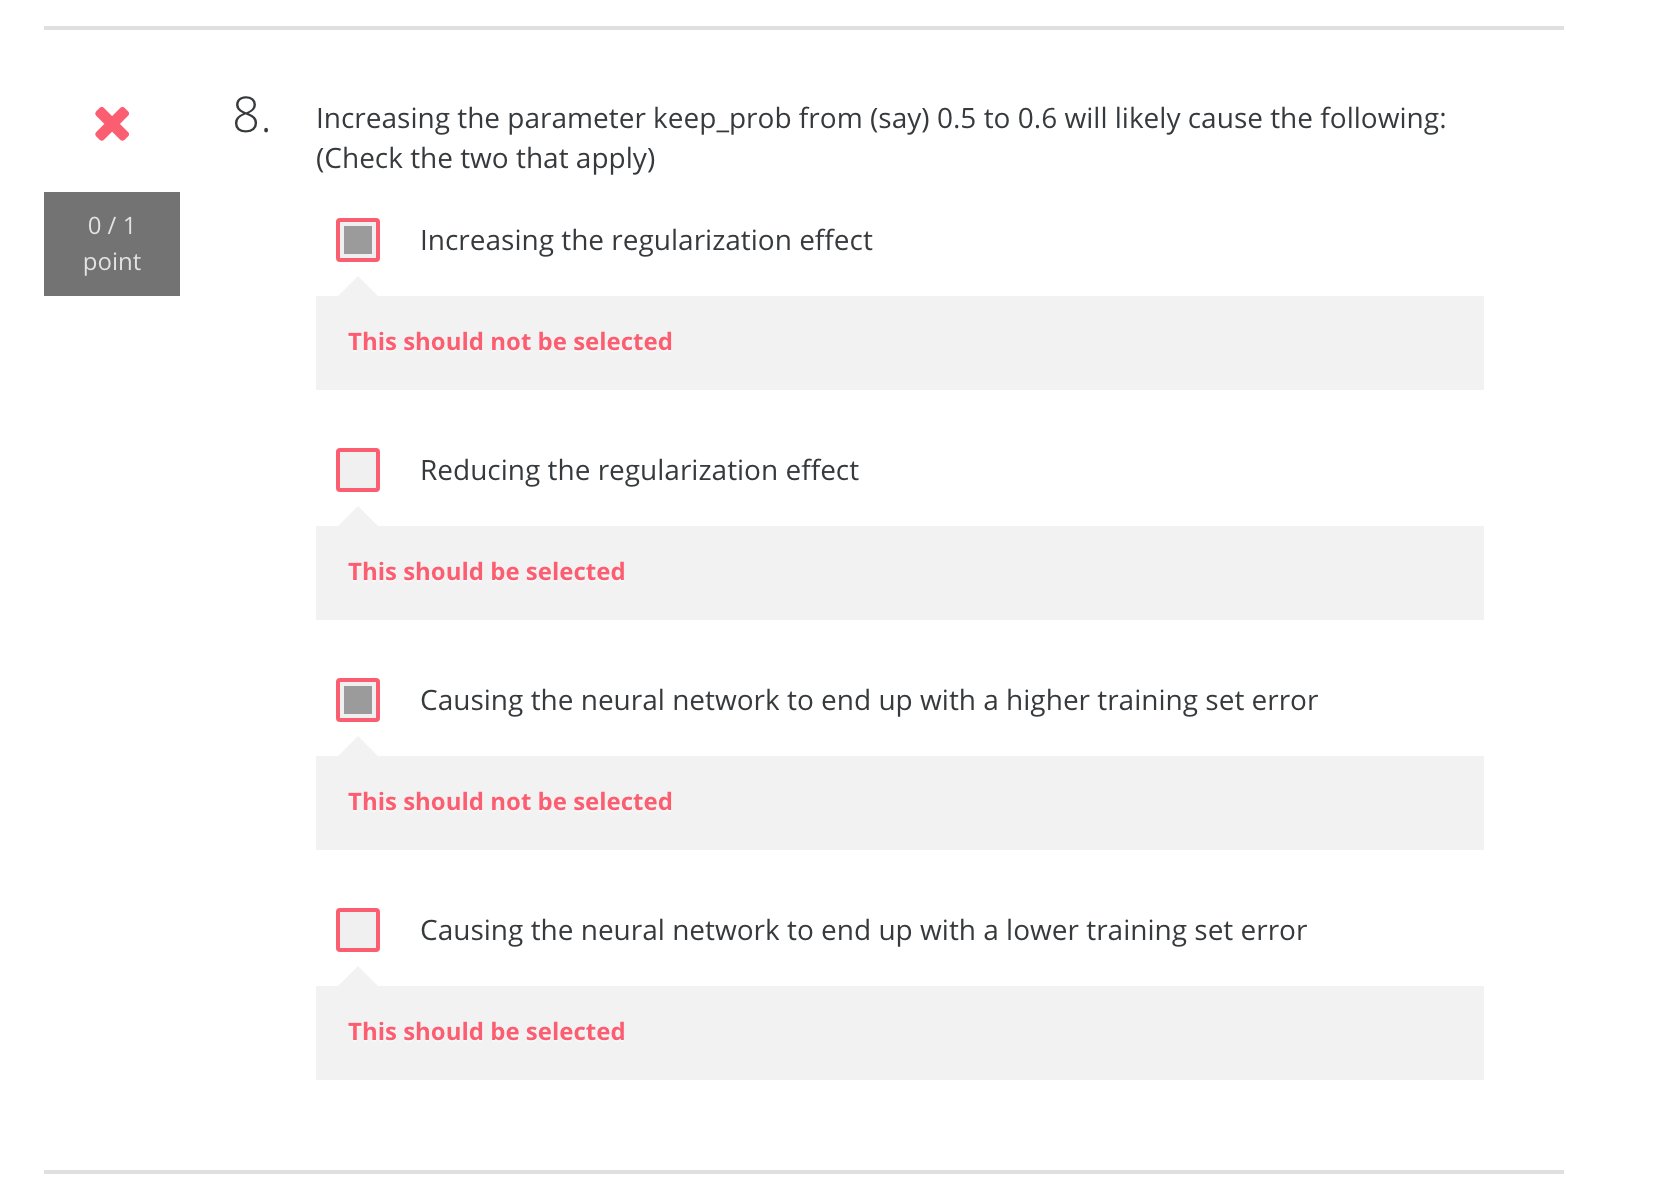 8.
Increasing the parameter keep_prob from (say) 0.5 to 0.6 will likely cause the following:
(Check the two that apply)
0 / 1
point
Increasing the regularization effect
This should not be selected
Reducing the regularization effect
This should be selected
Causing the neural network to end up with a higher training set error
This should not be selected
Causing the neural network to end up with a lower training set error
This should be selected